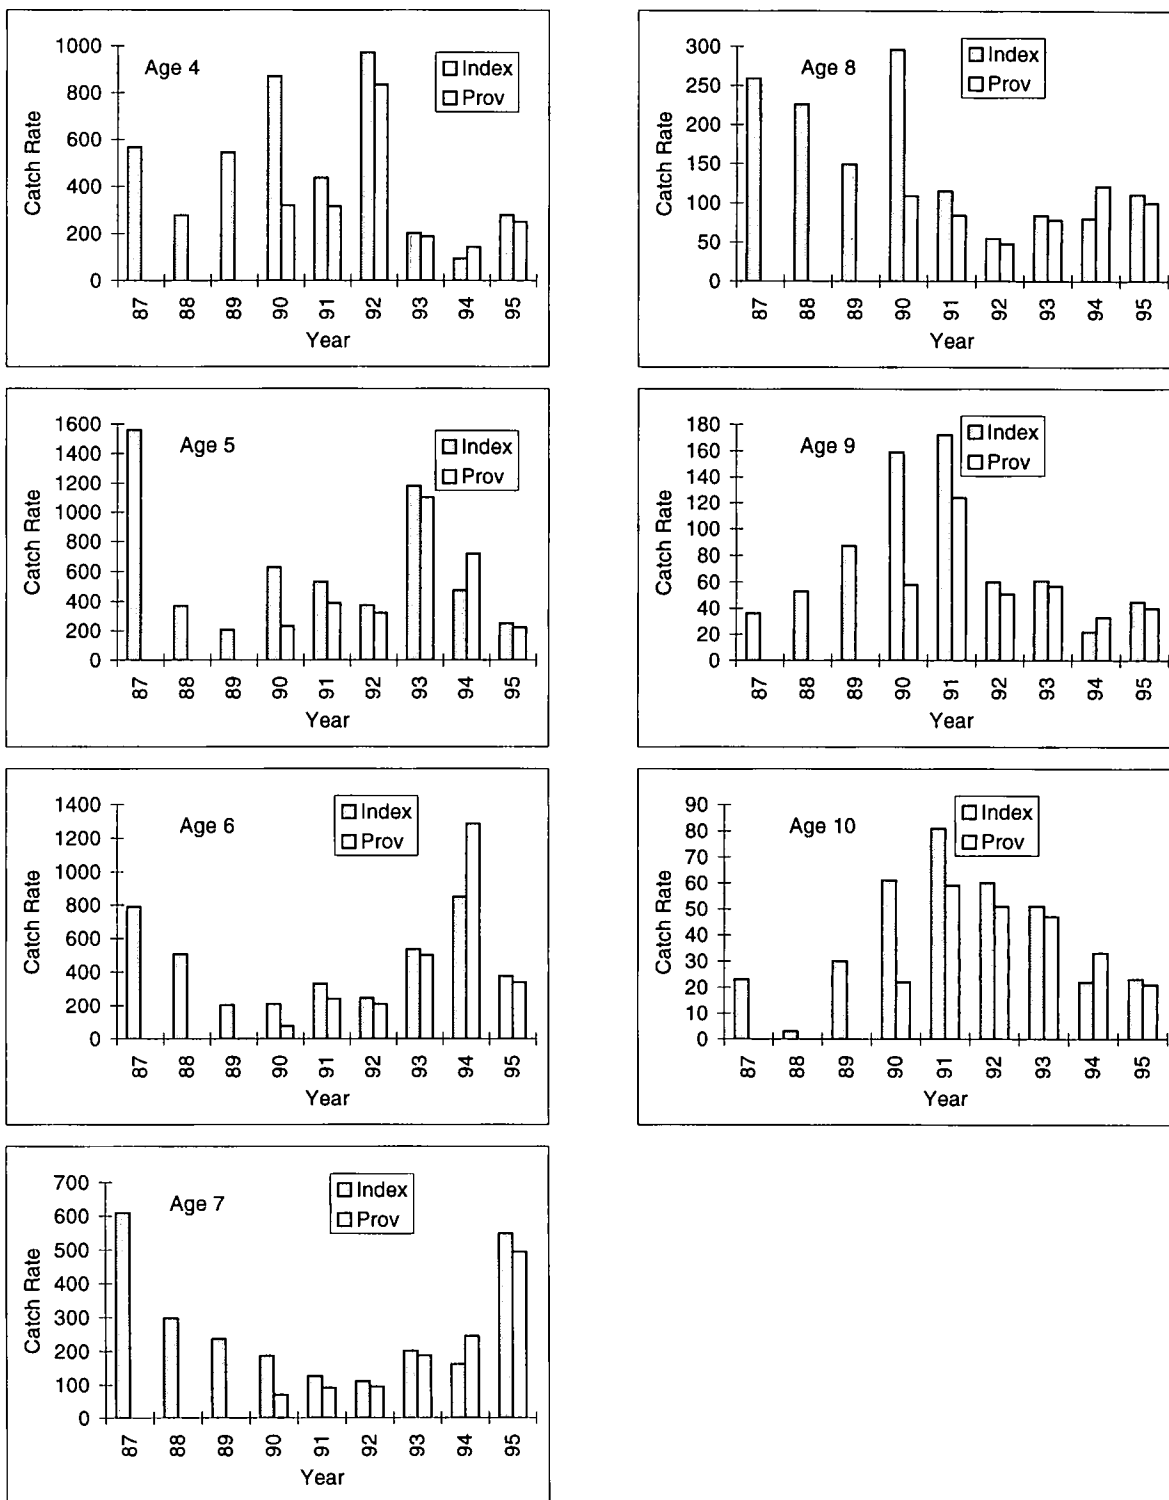 Age 4
Index
Prov
Catch Rate
1000
800
600
400
200
0
87 88 89 90 91 92 93 94 95
Year
Age 5
Index
Prov
Catch Rate
1600
1400
1200
1000
800
600
400
200
0
87 88 89 90 91 92 93 94 95
Year
Age 6
Index
Prov
Catch Rate
1400
1200
1000
800
600
400
200
0
87 88 89 90 91 92 93 94 95
Year
Age 7
Index
Prov
Catch Rate
700
600
500
400
300
200
100
0
87 88 89 90 91 92 93 94 95
Year
Age 8
Index
Prov
Catch Rate
300
250
200
150
100
50
0
87 88 89 90 91 92 93 94 95
Year
Age 9
Index
Prov
Catch Rate
180
160
140
120
100
80
60
40
20
0
87 88 89 90 91 92 93 94 95
Year
Age 10
Index
Prov
Catch Rate
90
80
70
60
50
40
30
20
10
0
87 88 89 90 91 92 93 94 95
Year